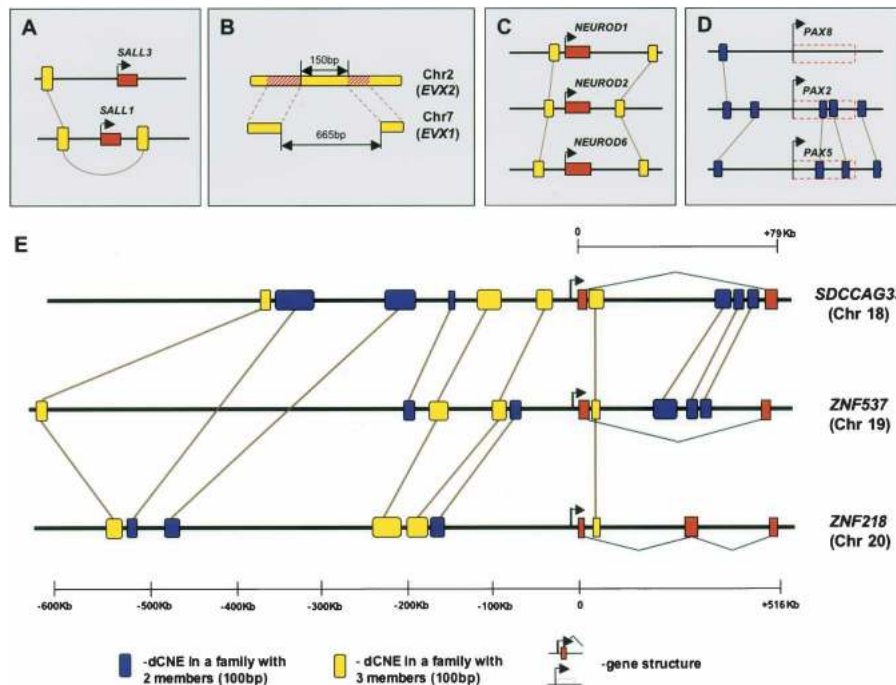 A
SALL3
SALL1
B
150bp
Chr2
(EVX2)
Chr7
(EVX1)
665bp
C
NEUROD1
NEUROD2
NEUROD6
D
PAX8
PAX2
PAX5
E
0
+79Kb
SDCCAG3
(Chr 18)
ZNF537
(Chr 19)
ZNF218
(Chr 20)
-600Kb
-500Kb
-400Kb
-300Kb
-200Kb
-100Kb
0
+516Kb
-dCNE in a family with
2 members (100bp)
- dCNE in a family with
3 members (100bp)
-gene structure